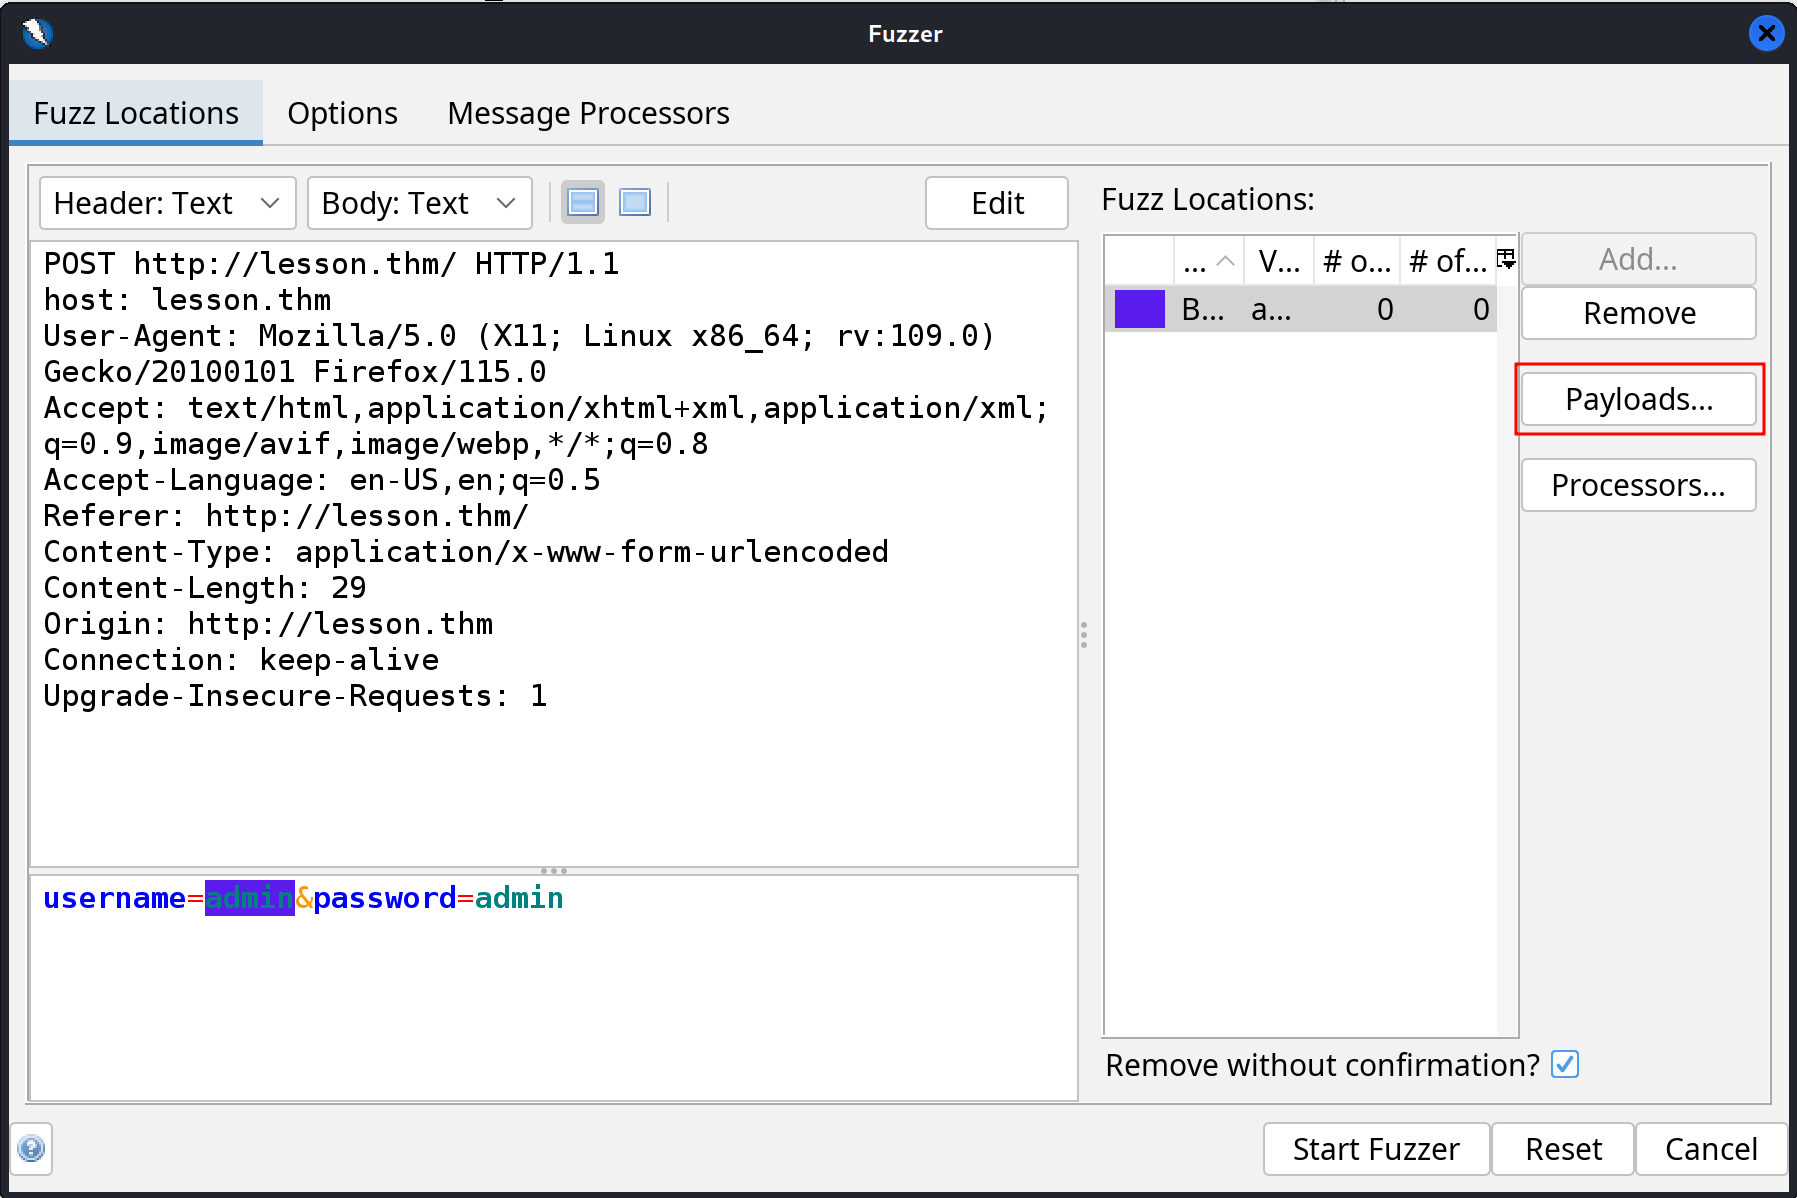 Fuzzer
Fuzz Locations Options Message Processors
Header: Text Body: Text Edit
POST http://lesson.thm/ HTTP/1.1
host: lesson.thm
User-Agent: Mozilla/5.0 (X11; Linux x86_64; rv:109.0)
Gecko/20100101 Firefox/115.0
Accept: text/html,application/xhtml+xml,application/xml;
q=0.9,image/avif,image/webp,*/*;q=0.8
Accept-Language: en-US,en;q=0.5
Referer: http://lesson.thm/
Content-Type: application/x-www-form-urlencoded
Content-Length: 29
Origin: http://lesson.thm
Connection: keep-alive
Upgrade-Insecure-Requests: 1
username=admin&password=admin
Fuzz Locations:
... V... # o... # of...
B... a... 0 0
Add...
Remove
Payloads...
Processors...
Remove without confirmation?
?
Start Fuzzer Reset Cancel